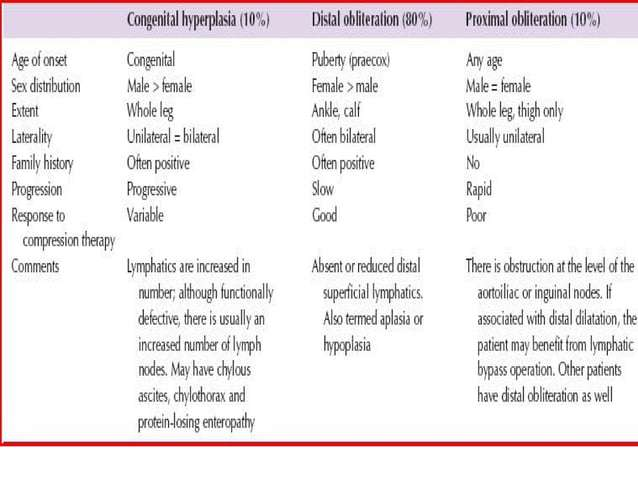 Congenital hyperplasia (10%) Distal obliteration (80%) Proximal obliteration (10%)
Age of onset Congenital Puberty (praecox) Any age
Sex distribution Male > female Female > male Male = female
Extent Whole leg Ankle, calf Whole leg, thigh only
Laterality Unilateral = bilateral Often bilateral Usually unilateral
Family history Often positive Often positive No
Progression Progressive Slow Rapid
Response to Variable Good Poor
compression therapy
Comments Lymphatics are increased in Absent or reduced distal There is obstruction at the level of the
number; although functionally superficial lymphatics. aortoiliac or inguinal nodes. If
defective, there is usually an Also termed aplasia or associated with distal dilatation, the
increased number of lymph hypoplasia patient may benefit from lymphatic
nodes. May have chylous bypass operation. Other patients
ascites, chylothorax and have distal obliteration as well
protein-losing enteropathy